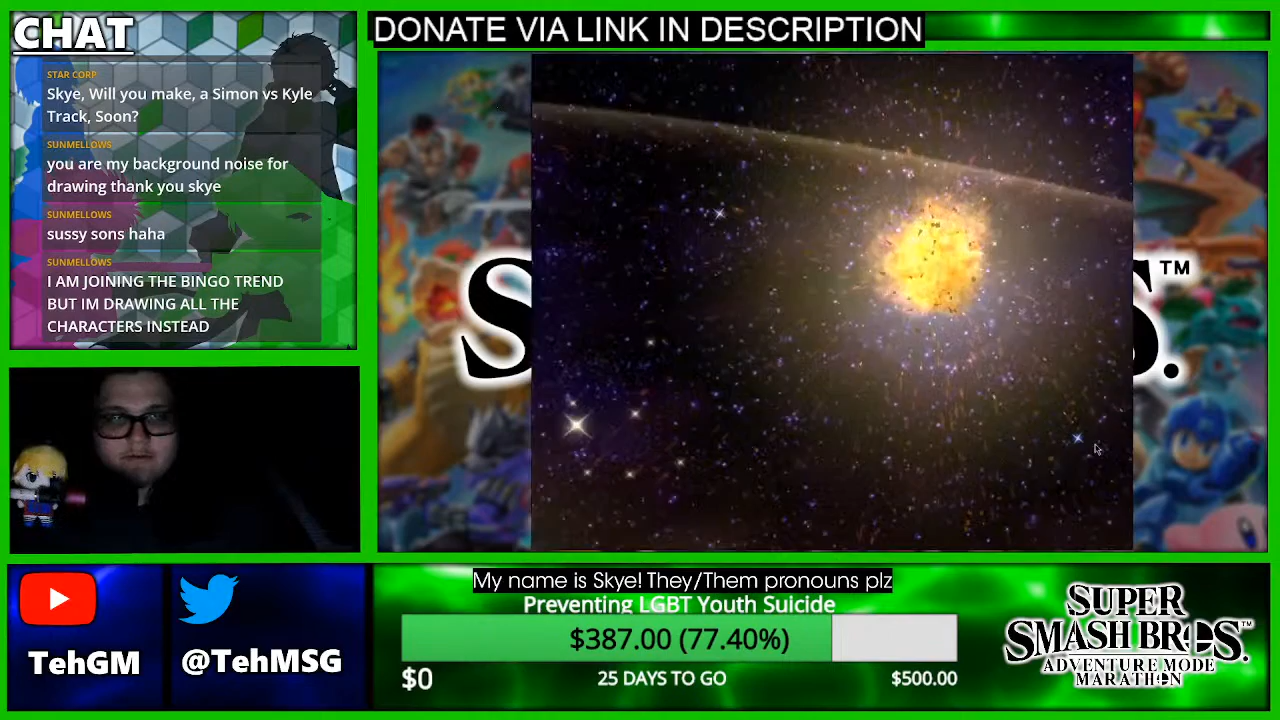 CHAT
DONATE VIA LINK IN DESCRIPTION
STAR CORP
Skye, Will you make, a Simon vs Kyle
Track, Soon?
SUNMELLOWS
you are my background noise for
drawing thank you skye
SUNMELLOWS
sussy sons haha
SUNMELLOWS
I AM JOINING THE BINGO TREND
BUT IM DRAWING ALL THE
CHARACTERS INSTEAD
S
S.™
TehGM
@TehMSG
My name is Skye! They/Them pronouns plz
Preventing LGBT Youth Suicide
$387.00 (77.40%)
$0
25 DAYS TO GO
$500.00
SUPER
SMASH BROS.™
ADVENTURE MODE
MARATHON